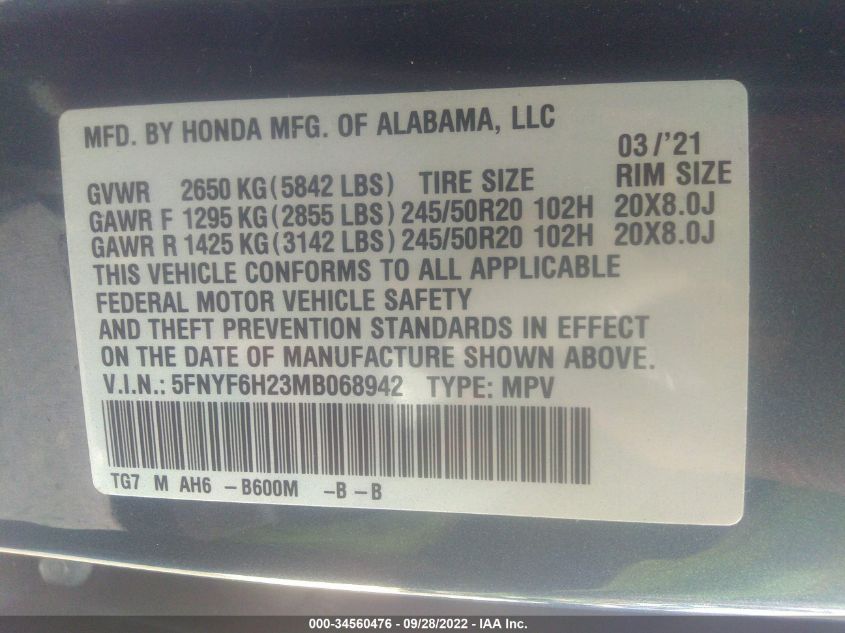 MFD. BY HONDA MFG. OF ALABAMA, LLC
03/'21
GVWR 2650 KG(5842 LBS) TIRE SIZE RIM SIZE
GAWR F 1295 KG(2855 LBS) 245/50R20 102H 20X8.0J
GAWR R 1425 KG(3142 LBS) 245/50R20 102H 20X8.0J
THIS VEHICLE CONFORMS TO ALL APPLICABLE
FEDERAL MOTOR VEHICLE SAFETY
AND THEFT PREVENTION STANDARDS IN EFFECT
ON THE DATE OF MANUFACTURE SHOWN ABOVE.
V.I.N.: 5FNYF6H23MB068942 TYPE: MPV
TG7 M AH6 -B600M -B -B
000-34560476 - 09/28/2022 - IAA Inc.